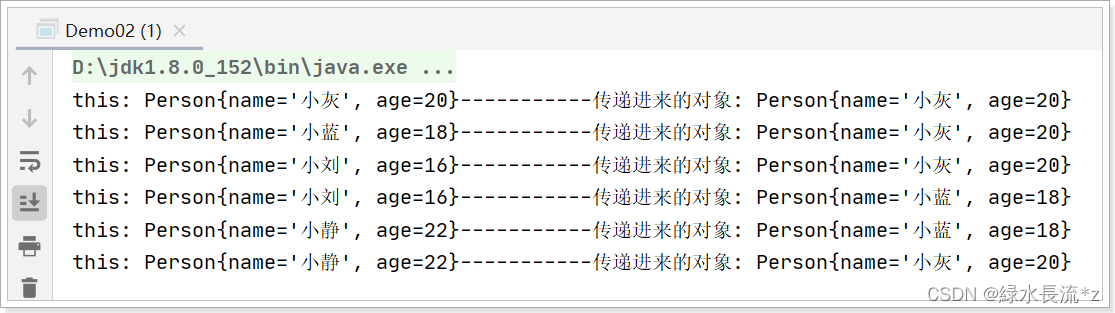 Demo02 (1)
D:\jdk1.8.0_152\bin\java.exe ...
this: Person{name='小灰', age=20}-----------传递进来的对象: Person{name='小灰', age=20}
this: Person{name='小蓝', age=18}-----------传递进来的对象: Person{name='小灰', age=20}
this: Person{name='小刘', age=16}-----------传递进来的对象: Person{name='小灰', age=20}
this: Person{name='小刘', age=16}-----------传递进来的对象: Person{name='小蓝', age=18}
this: Person{name='小静', age=22}-----------传递进来的对象: Person{name='小蓝', age=18}
this: Person{name='小静', age=22}-----------传递进来的对象: Person{name='小灰', age=20}
CSDN @緑水長流*z